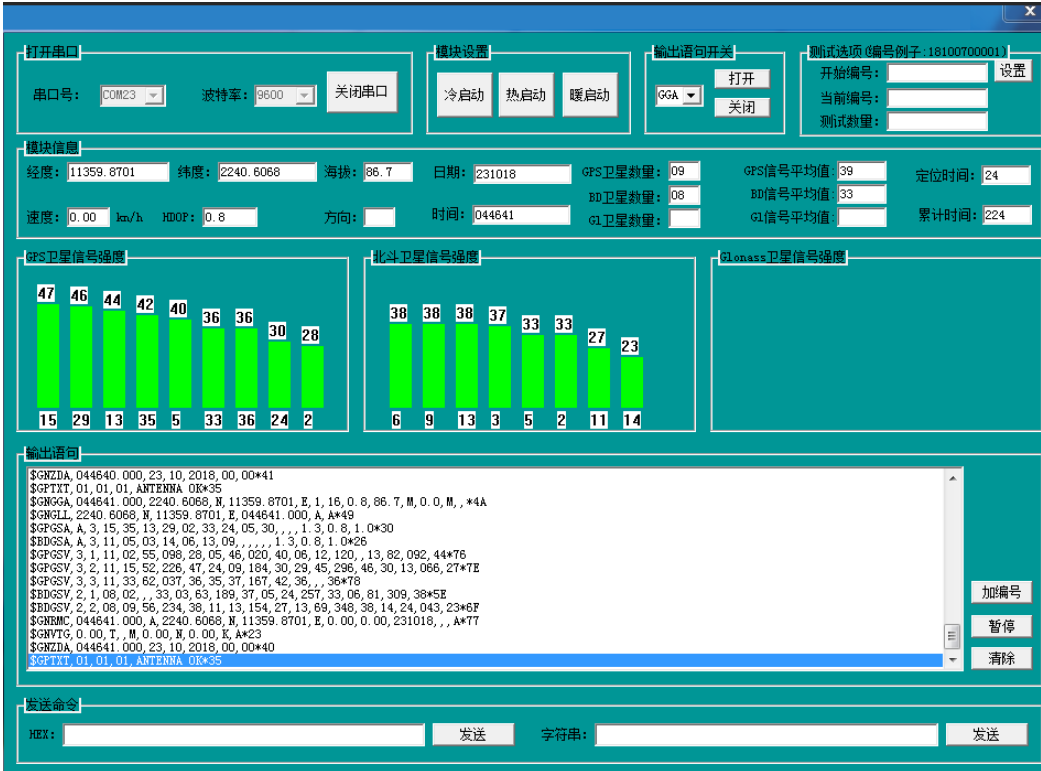 x
打开串口
串口号: COM23 波特率: 9600 关闭串口
模块设置
冷启动 热启动 暖启动
输出语句开关
GGA 打开
关闭
测试选项(编号例子:18100700001)
开始编号: 设置
当前编号:
测试数量:
模块信息
经度: 11359.8701 纬度: 2240.6068 海拔: 86.7 日期: 231018 GPS卫星数量: 09 GPS信号平均值: 39 定位时间: 24
BD卫星数量: 08 BD信号平均值: 33
速度: 0.00 km/h HDOP: 0.8 方向: 时间: 044641 Gl卫星数量: Gl信号平均值: 累计时间: 224
GPS卫星信号强度
47 46 44 42 40 36 36 30 28
15 29 13 35 5 33 36 24 2
北斗卫星信号强度
38 38 38 37 33 33 27 23
6 9 13 3 5 2 11 14
Glonass卫星信号强度
输出语句
$GNZDA,044640.000,23,10,2018,00,00*41
$GPTXT,01,01,01,ANTENNA OK*35
$GNGGA,044641.000,2240.6068,N,11359.8701,E,1,16,0.8,86.7,M,0.0,M,,*4A
$GNGLL,2240.6068,N,11359.8701,E,044641.000,A,A*49
$GPGSA,A,3,15,35,13,29,02,33,24,05,30,,,,1.3,0.8,1.0*30
$BDGSA,A,3,11,05,03,14,06,13,09,,,,,,1.3,0.8,1.0*26
$GPGSV,3,1,11,02,55,098,28,05,46,020,40,06,12,120,,13,82,092,44*76
$GPGSV,3,2,11,15,52,226,47,24,09,184,30,29,45,296,46,30,13,066,27*7E
$GPGSV,3,3,11,33,62,037,36,35,37,167,42,36,,,36*78
$BDGSV,2,1,08,02,,,33,03,63,189,37,05,24,257,33,06,81,309,38*5E
$BDGSV,2,2,08,09,56,234,38,11,13,154,27,13,69,348,38,14,24,043,23*6F
$GNRMC,044641.000,A,2240.6068,N,11359.8701,E,0.00,0.00,231018,,,A*77
$GNVTG,0.00,T,,M,0.00,N,0.00,K,A*23
$GNZDA,044641.000,23,10,2018,00,00*40
$GPTXT,01,01,01,ANTENNA OK*35
加编号
暂停
清除
发送命令
HEX: 发送 字符串: 发送